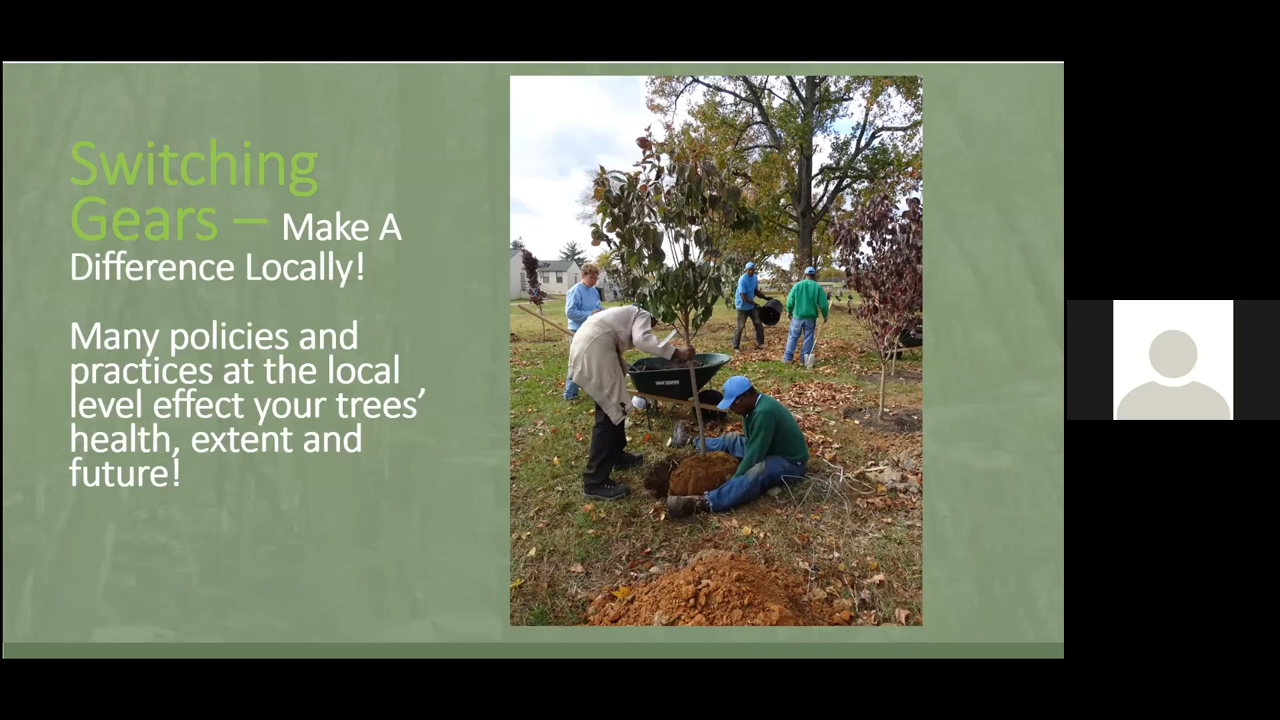 Switching
Gears – Make A
Difference Locally!
Many policies and
practices at the local
level effect your trees’
health, extent and
future!